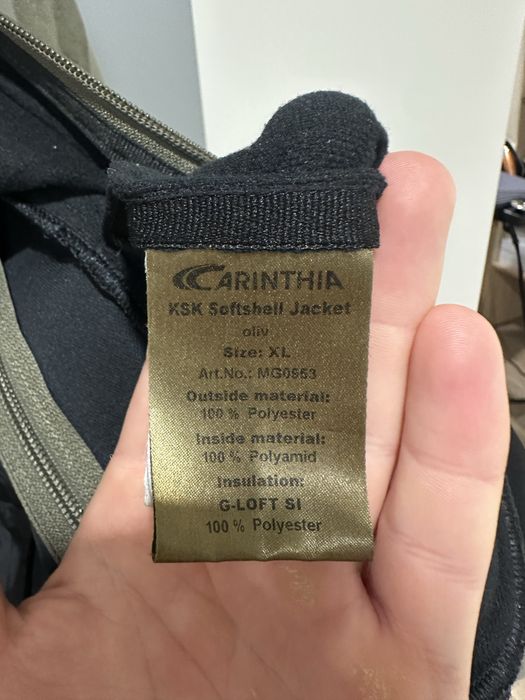 CARINTHIA
KSK Softshell Jacket
oliv
Size: XL
Art.No.: MG0553
Outside material:
100 % Polyester
Inside material:
100 % Polyamid
Insulation:
G-LOFT SI
100 % Polyester